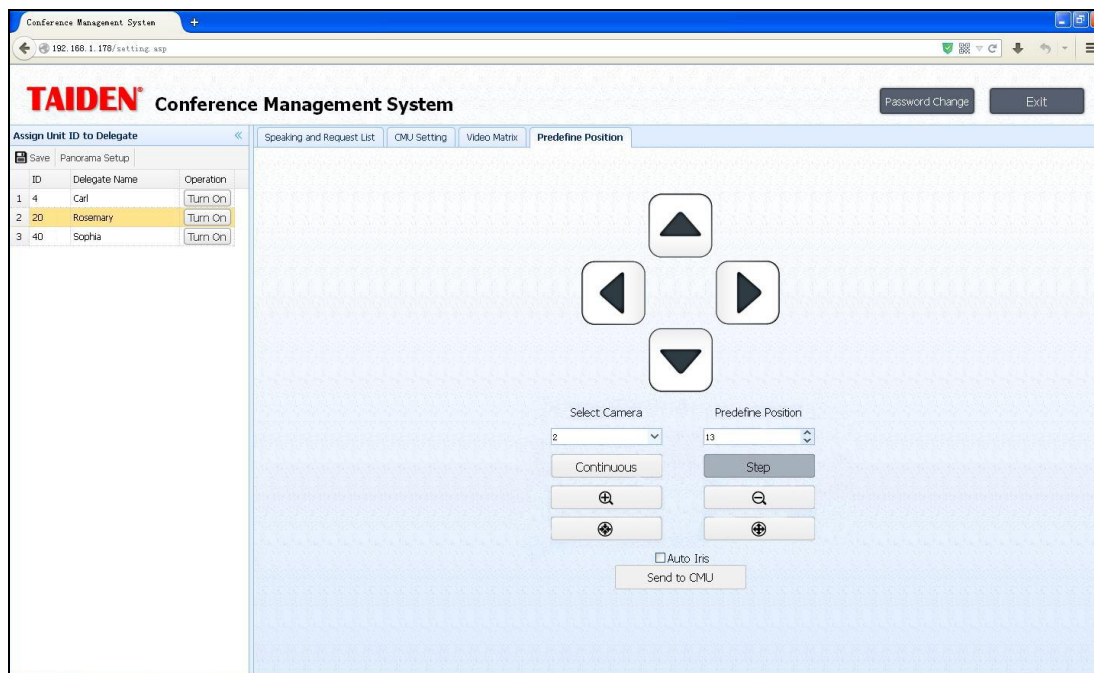 Conference Management System
192.168.1.178/setting.asp
TAIDEN® Conference Management System
Password Change
Exit
Assign Unit ID to Delegate «
Speaking and Request List
CMU Setting
Video Matrix
Predefine Position
Save
Panorama Setup
ID Delegate Name Operation
1 4 Carl Turn On
2 20 Rosemary Turn On
3 40 Sophia Turn On
Select Camera
Predefine Position
2
13
Continuous
Step
Auto Iris
Send to CMU